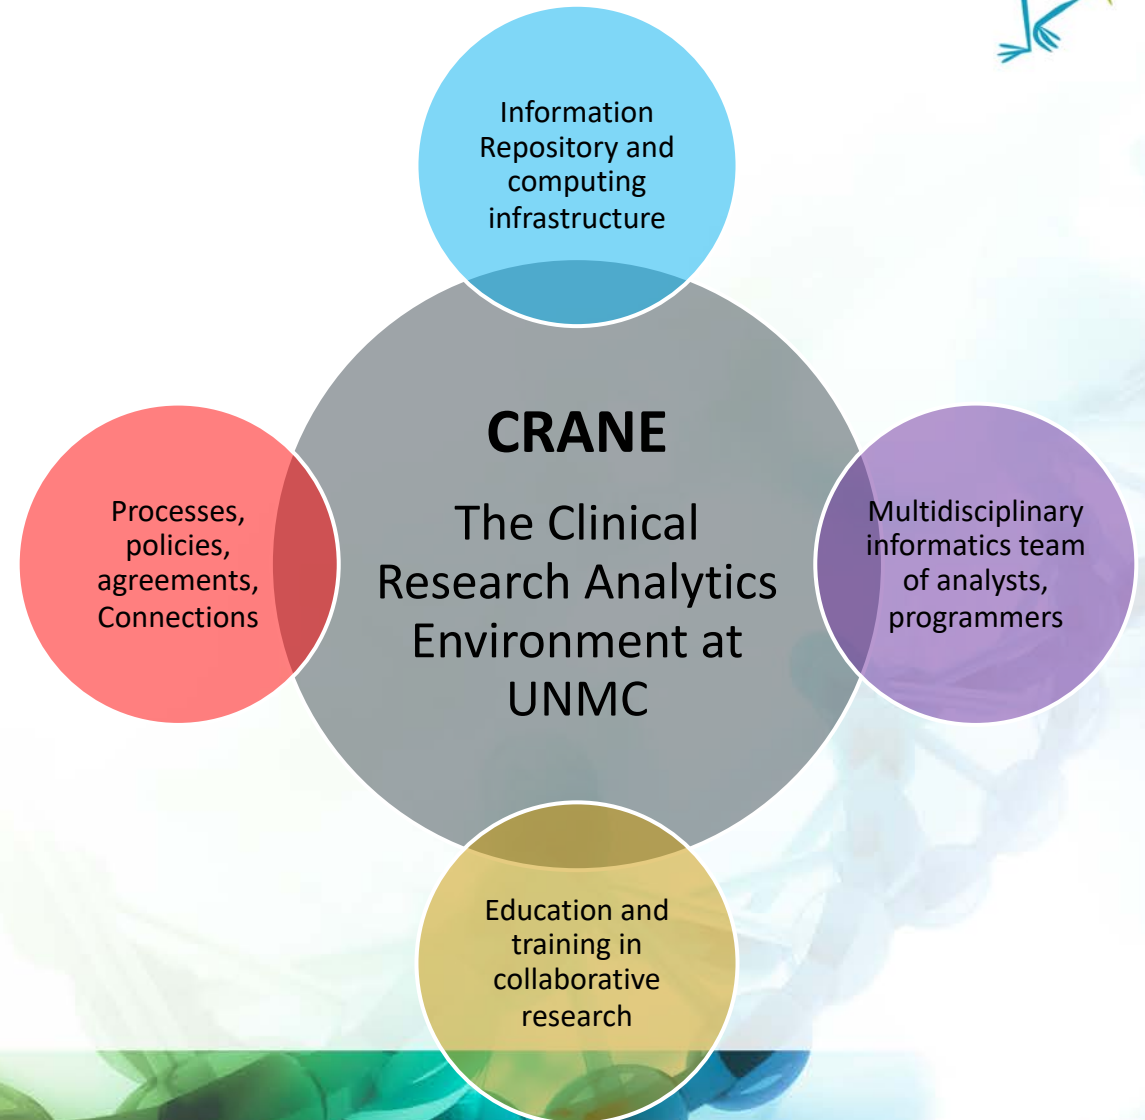 Information
Repository and
computing
infrastructure
CRANE
The Clinical
Research Analytics
Environment at
UNMC
Processes,
policies,
agreements,
Connections
Multidisciplinary
informatics team
of analysts,
programmers
Education and
training in
collaborative
research